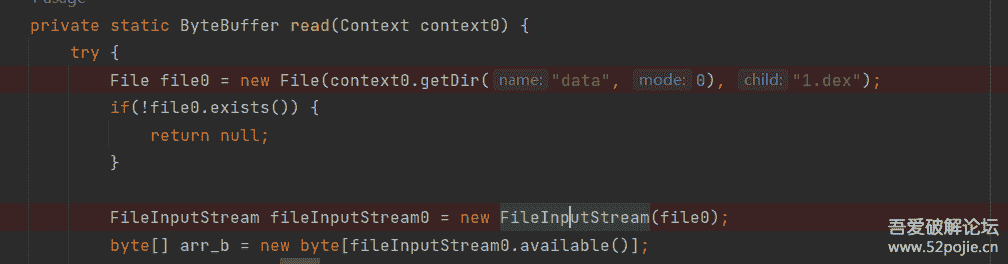 private static ByteBuffer read(Context context0) {
try {
File file0 = new File(context0.getDir( name: "data", mode: 0), child: "1.dex");
if(!file0.exists()) {
return null;
}
FileInputStream fileInputStream0 = new FileInputStream(file0);
byte[] arr_b = new byte[fileInputStream0.available()];
吾爱破解论坛
www.52pojie.cn